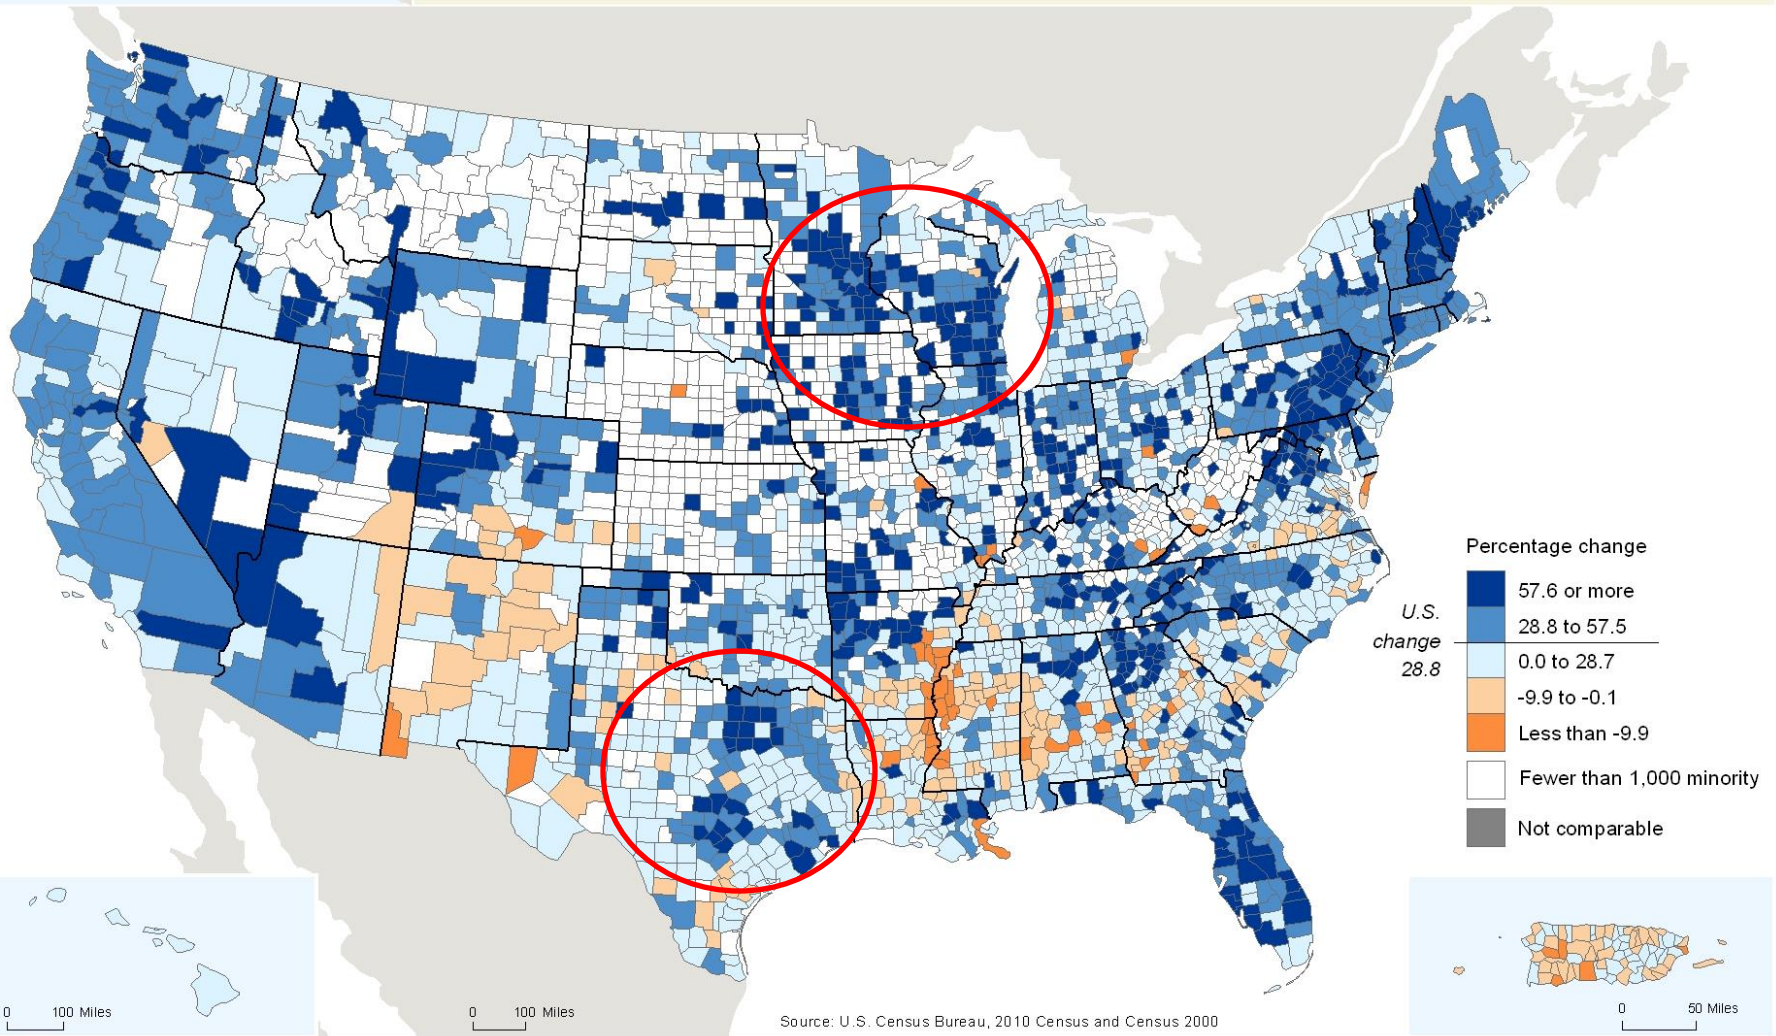 Percentage change
57.6 or more
28.8 to 57.5
U.S.
change
28.8
0.0 to 28.7
-9.9 to -0.1
Less than -9.9
Fewer than 1,000 minority
Not comparable
0 100 Miles
0 100 Miles
0 50 Miles
Source: U.S. Census Bureau, 2010 Census and Census 2000